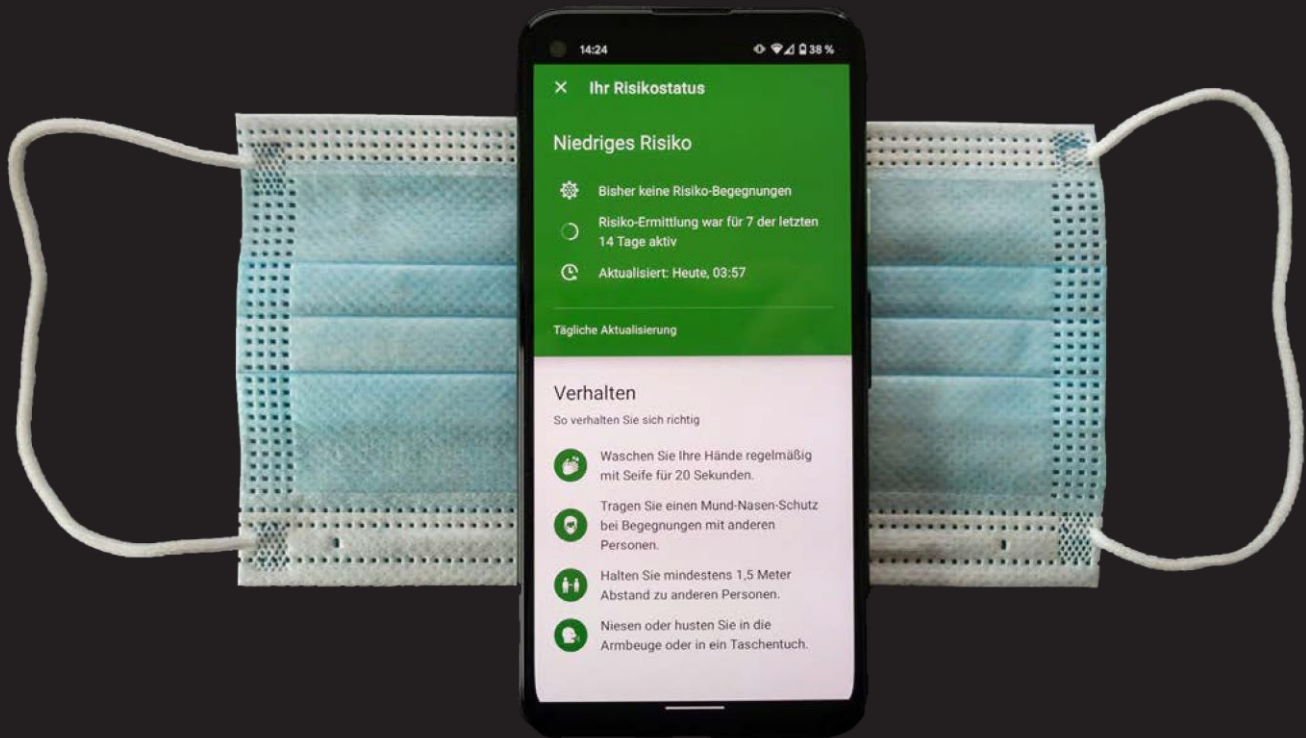 14:24 38 %
Ihr Risikostatus
Niedriges Risiko
Bisher keine Risiko-Begegnungen
Risiko-Ermittlung war für 7 der letzten
14 Tage aktiv
Aktualisiert: Heute, 03:57
Tägliche Aktualisierung
Verhalten
So verhalten Sie sich richtig
Waschen Sie Ihre Hände regelmäßig
mit Seife für 20 Sekunden.
Tragen Sie einen Mund-Nasen-Schutz
bei Begegnungen mit anderen
Personen.
Halten Sie mindestens 1,5 Meter
Abstand zu anderen Personen.
Niesen oder husten Sie in die
Armbeuge oder in ein Taschentuch.